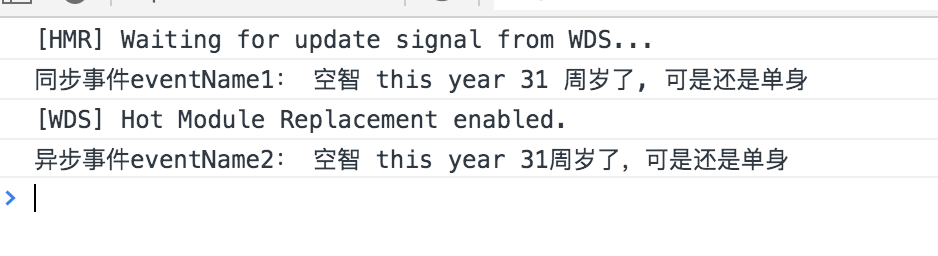 [HMR] Waiting for update signal from WDS...
同步事件eventName1： 空智 this year 31 周岁了, 可是还是单身
[WDS] Hot Module Replacement enabled.
异步事件eventName2： 空智 this year 31周岁了，可是还是单身